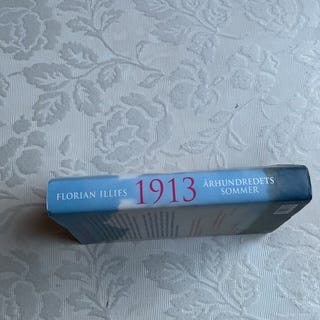 FLORIAN ILLIES
1913
ÅRHUNDREDETS
SOMMER